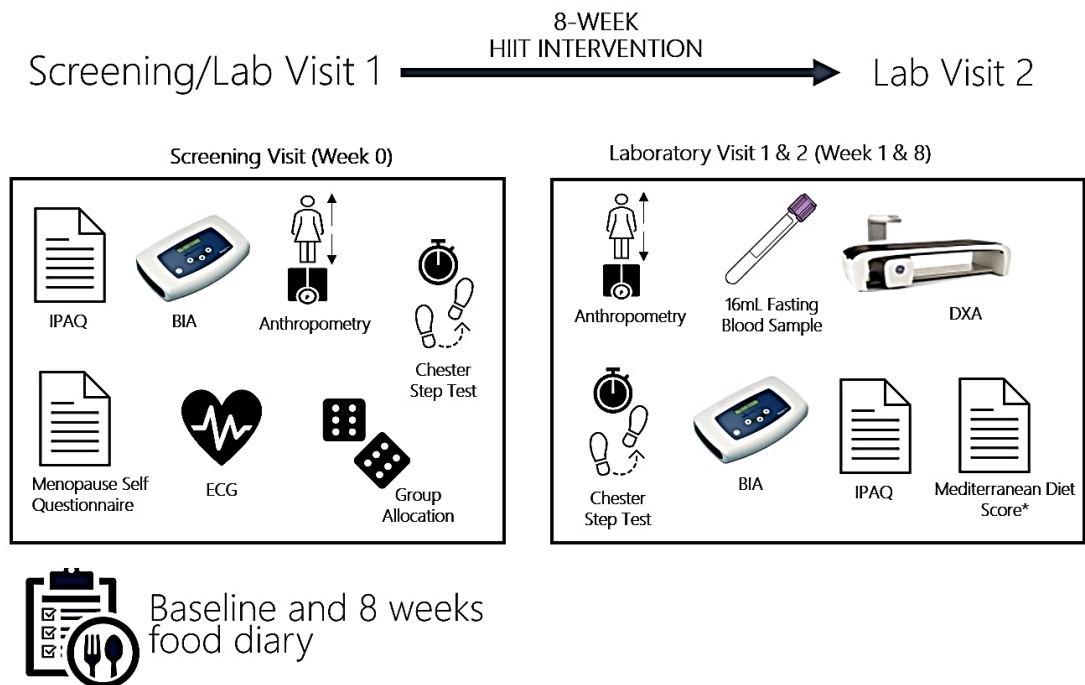 8-WEEK
HIIT INTERVENTION
Screening/Lab Visit 1
Lab Visit 2
Screening Visit (Week 0)
Laboratory Visit 1 & 2 (Week 1 & 8)
IPAQ
BIA
Anthropometry
Chester
Step Test
Menopause Self
Questionnaire
ECG
Group
Allocation
Anthropometry
16mL Fasting
Blood Sample
DXA
Chester
Step Test
BIA
IPAQ
Mediterranean Diet
Score*
Baseline and 8 weeks
food diary